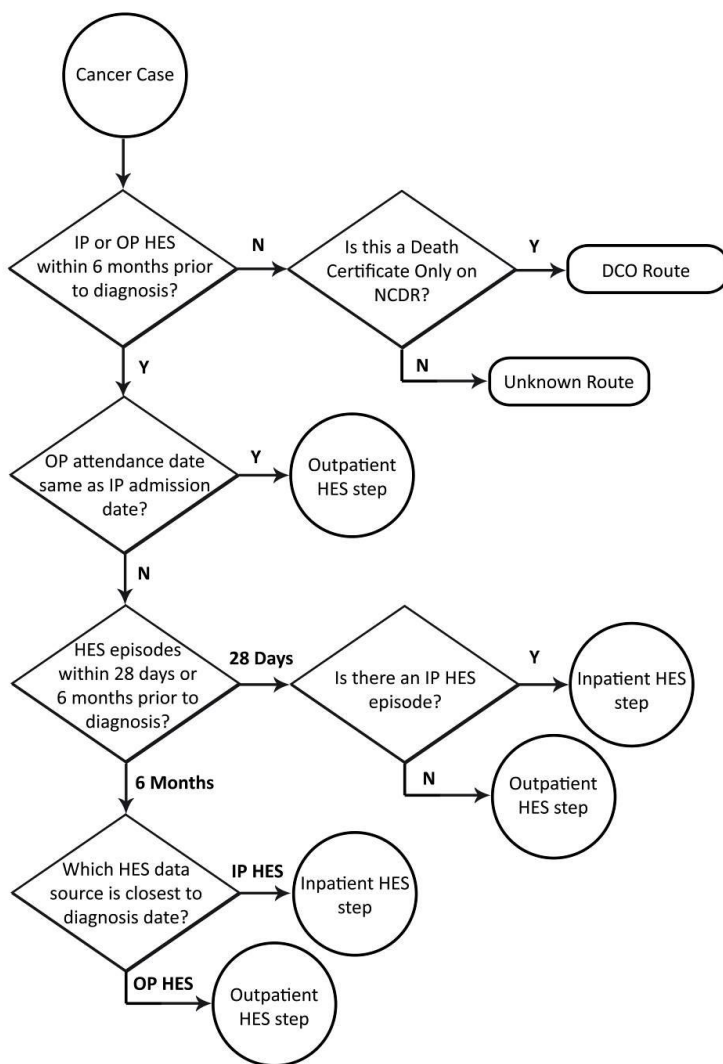 Cancer Case
IP or OP HES
within 6 months prior
to diagnosis?
N
Is this a Death
Certificate Only on
NCDR?
Y
DCO Route
N
Unknown Route
Y
OP attendance date
same as IP admission
date?
Y
Outpatient
HES step
N
HES episodes
within 28 days or
6 months prior to
diagnosis?
28 Days
Is there an IP HES
episode?
Y
Inpatient HES
step
N
Outpatient
HES step
6 Months
Which HES data
source is closest to
diagnosis date?
IP HES
Inpatient HES
step
OP HES
Outpatient
HES step